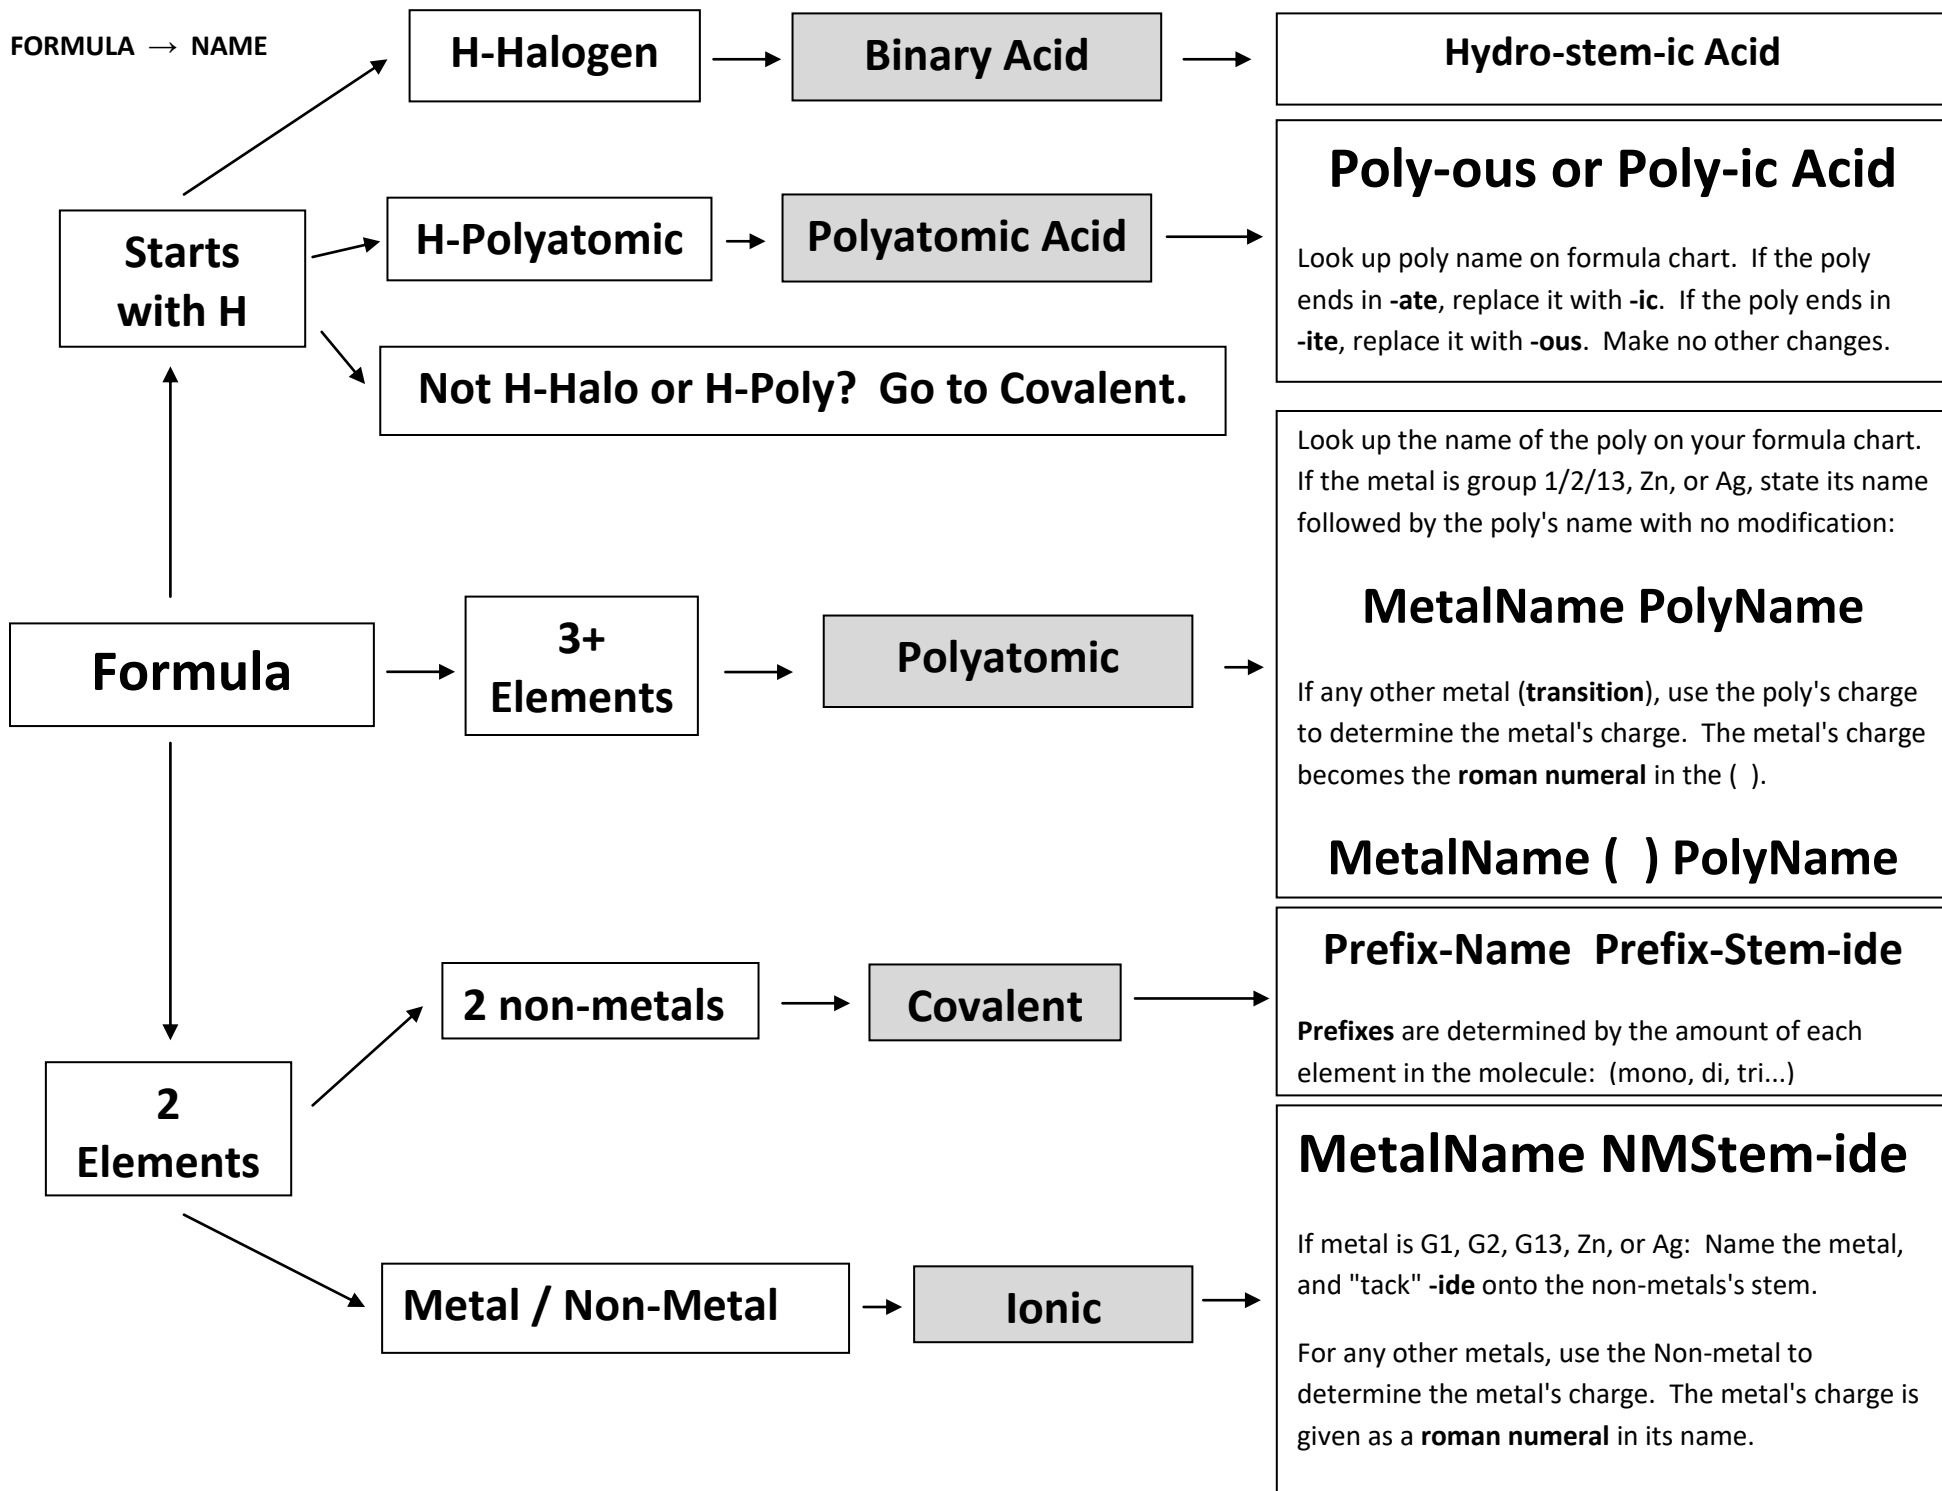 FORMULA → NAME
H-Halogen
Binary Acid
Hydro-stem-ic Acid
Starts
with H
H-Polyatomic
Polyatomic Acid
Poly-ous or Poly-ic Acid
Look up poly name on formula chart. If the poly
ends in -ate, replace it with -ic. If the poly ends in
-ite, replace it with -ous. Make no other changes.
Not H-Halo or H-Poly? Go to Covalent.
Formula
3+
Elements
Polyatomic
Look up the name of the poly on your formula chart.
If the metal is group 1/2/13, Zn, or Ag, state its name
followed by the poly's name with no modification:
MetalName PolyName
If any other metal (transition), use the poly's charge
to determine the metal's charge. The metal's charge
becomes the roman numeral in the ( ).
MetalName ( ) PolyName
2
Elements
2 non-metals
Covalent
Prefix-Name Prefix-Stem-ide
Prefixes are determined by the amount of each
element in the molecule: (mono, di, tri...)
Metal / Non-Metal
Ionic
MetalName NMStem-ide
If metal is G1, G2, G13, Zn, or Ag: Name the metal,
and "tack" -ide onto the non-metals's stem.
For any other metals, use the Non-metal to
determine the metal's charge. The metal's charge is
given as a roman numeral in its name.